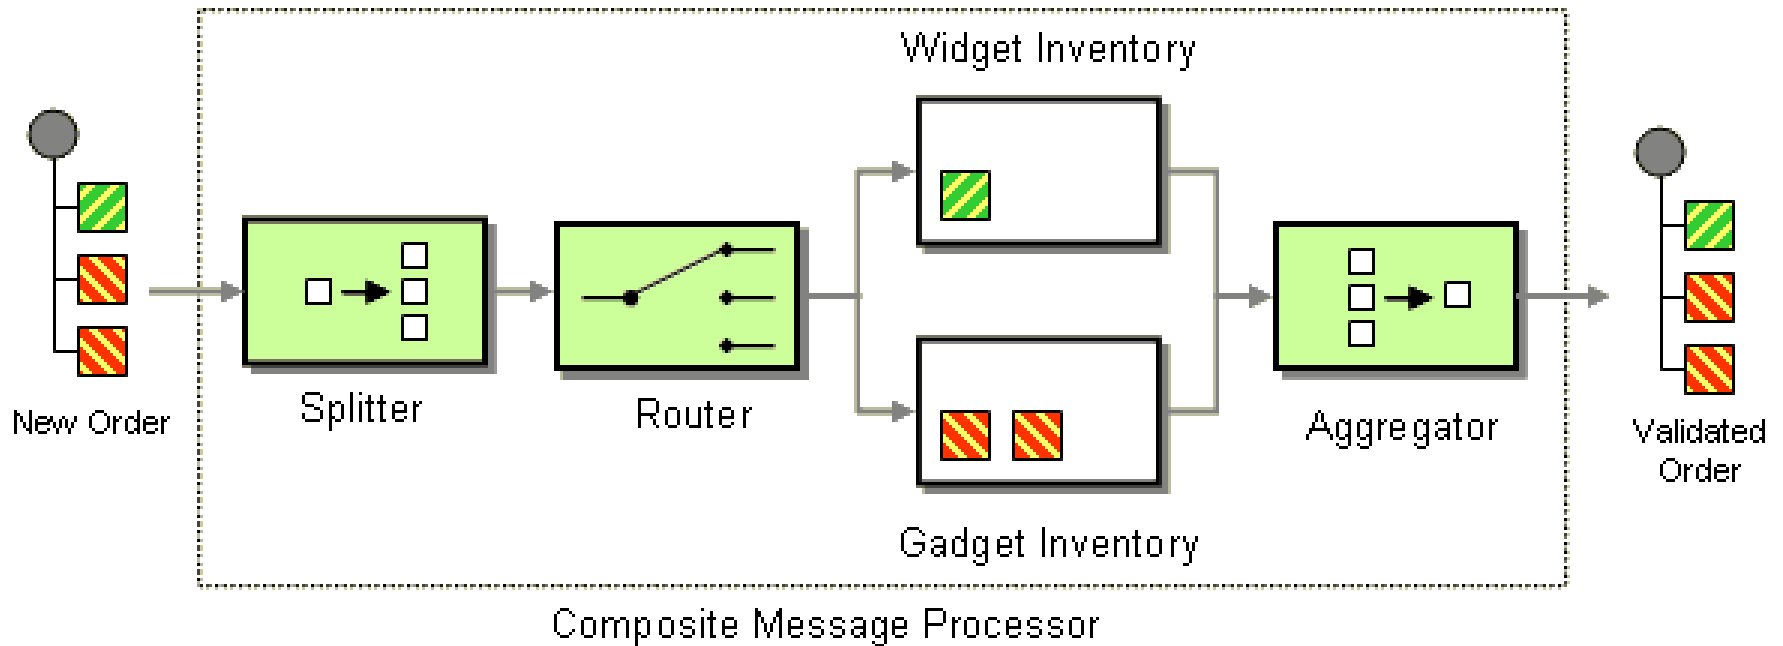 Widget Inventory
New Order
Splitter
Router
Aggregator
Validated
Order
Gadget Inventory
Composite Message Processor